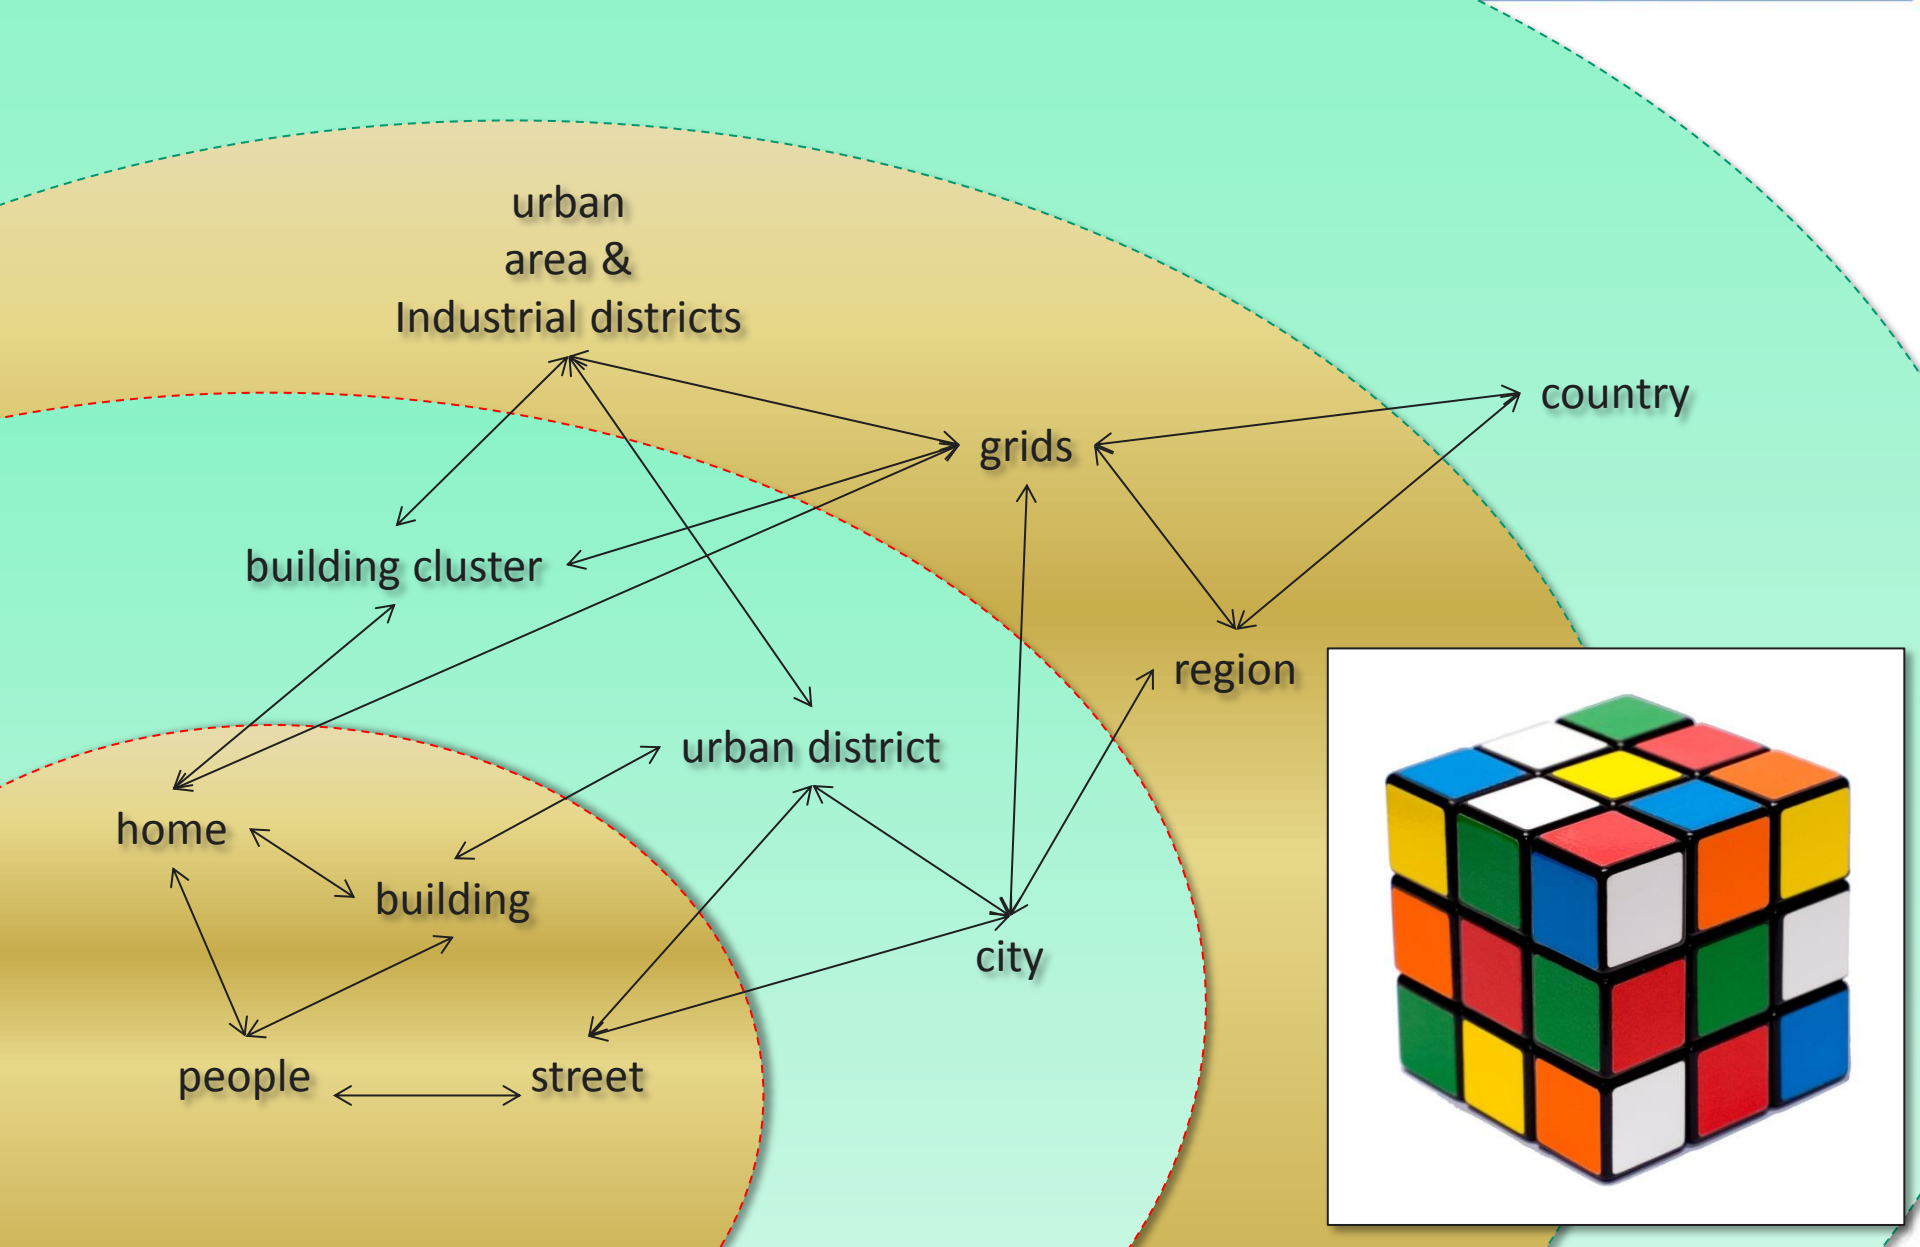 urban
area &
Industrial districts
country
grids
building cluster
region
urban district
home
building
city
people
street